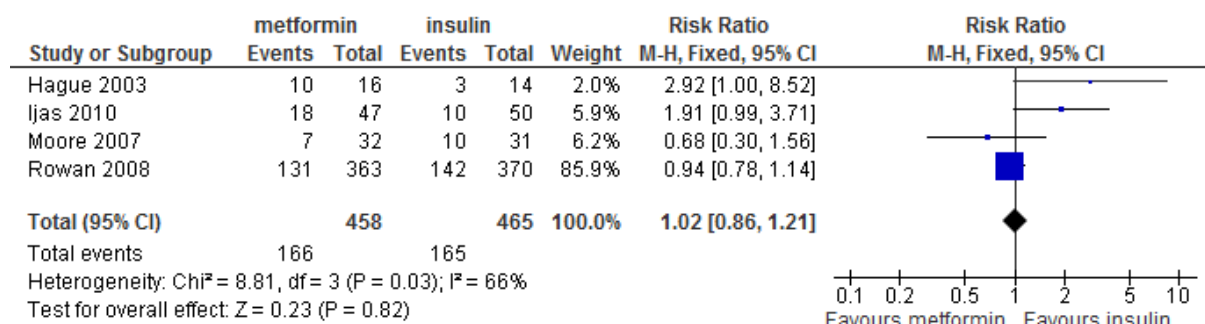 metformin insulin Risk Ratio Risk Ratio
Study or Subgroup Events Total Events Total Weight M-H, Fixed, 95% CI M-H, Fixed, 95% CI
Hague 2003 10 16 3 14 2.0% 2.92 [1.00, 8.52]
Ijas 2010 18 47 10 50 5.9% 1.91 [0.99, 3.71]
Moore 2007 7 32 10 31 6.2% 0.68 [0.30, 1.56]
Rowan 2008 131 363 142 370 85.9% 0.94 [0.78, 1.14]
Total (95% CI) 458 465 100.0% 1.02 [0.86, 1.21]
Total events 166 165
Heterogeneity: Chi² = 8.81, df = 3 (P = 0.03); I² = 66%
Test for overall effect: Z = 0.23 (P = 0.82)
0.1 0.2 0.5 1 2 5 10
Favours metformin Favours insulin